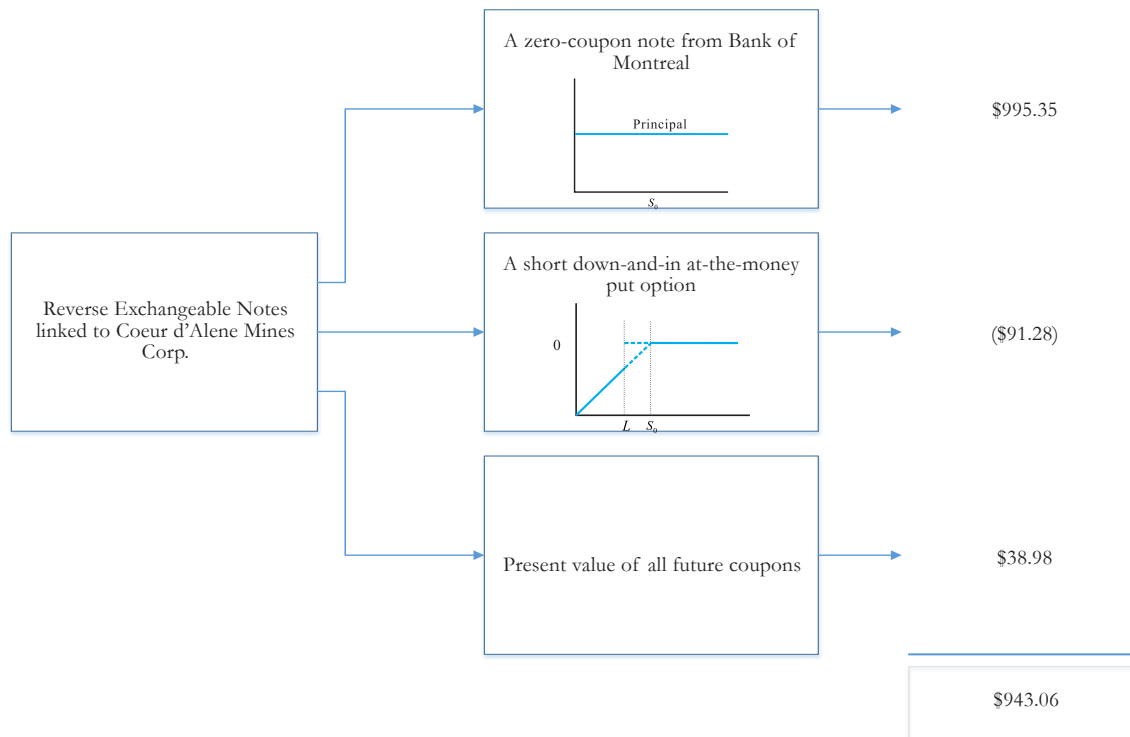 A zero-coupon note from Bank of
Montreal
Principal
S₀
$995.35
Reverse Exchangeable Notes
linked to Coeur d’Alene Mines
Corp.
A short down-and-in at-the-money
put option
0
L S₀
($91.28)
Present value of all future coupons
$38.98
$943.06